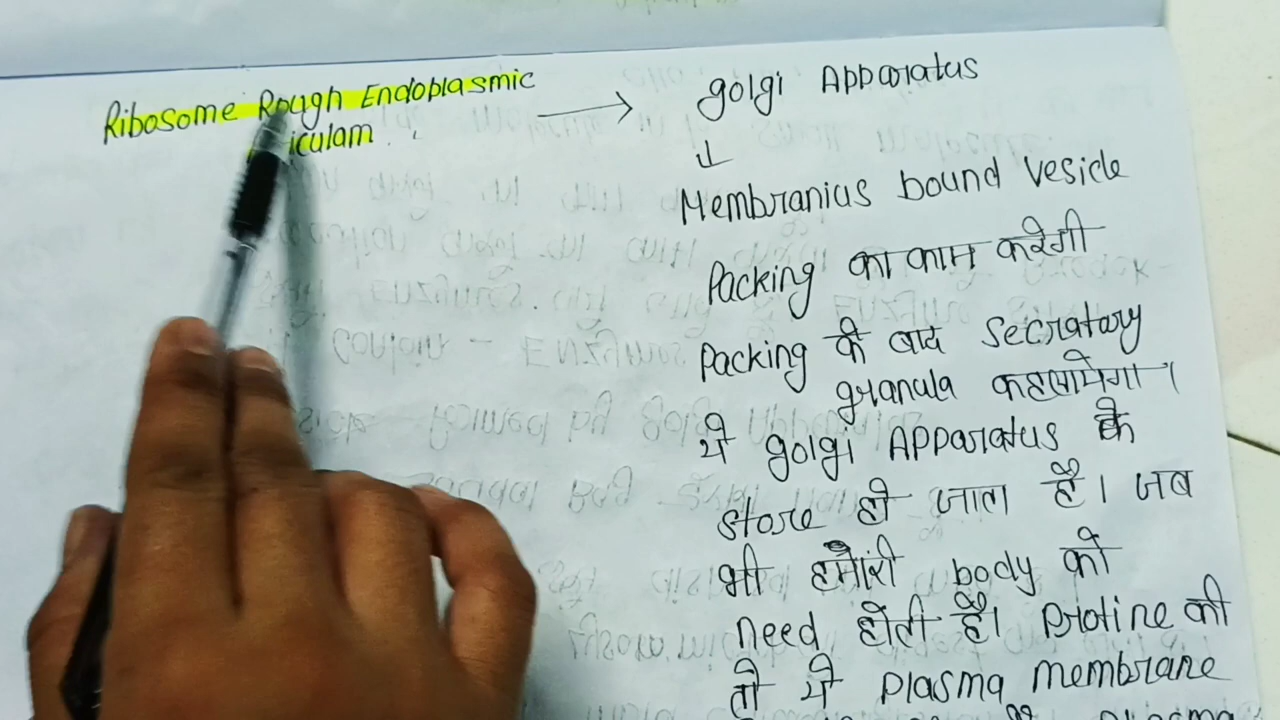 Ribosome Rough Endoplasmic
iculam
golgi Apparatus
Membranius bound vesicle
Packing का काम करेगी
Packing के बाद Secratory
granula कहलायेगा।
ये golgi Apparatus के
store हो जाता है। जब
भी हमारी body को
need होती है। Protine की
तो ये Plasma membrane